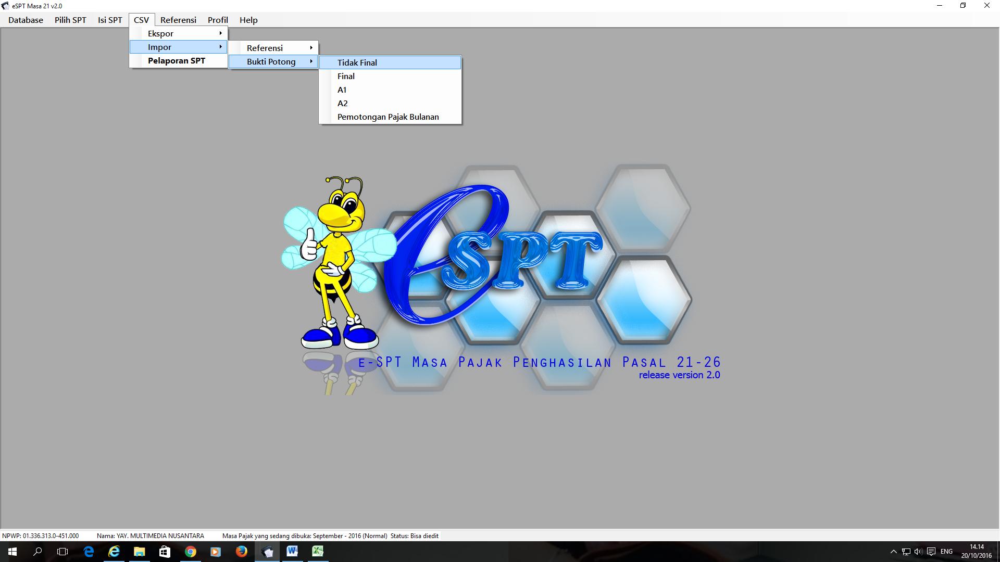 eSPT Masa 21 v2.0
Database Pilih SPT Isi SPT CSV Referensi Profil Help
Ekspor
Impor
Pelaporan SPT
Referensi
Bukti Potong
Tidak Final
Final
A1
A2
Pemotongan Pajak Bulanan
eSPT
e-SPT Masa Pajak Penghasilan Pasal 21-26
release version 2.0
NPWP: 01.336.313.0-451.000 Nama: YAY. MULTIMEDIA NUSANTARA Masa Pajak yang sedang dibuka: September - 2016 (Normal) Status: Bisa diedit
ENG
14.14
20/10/2016